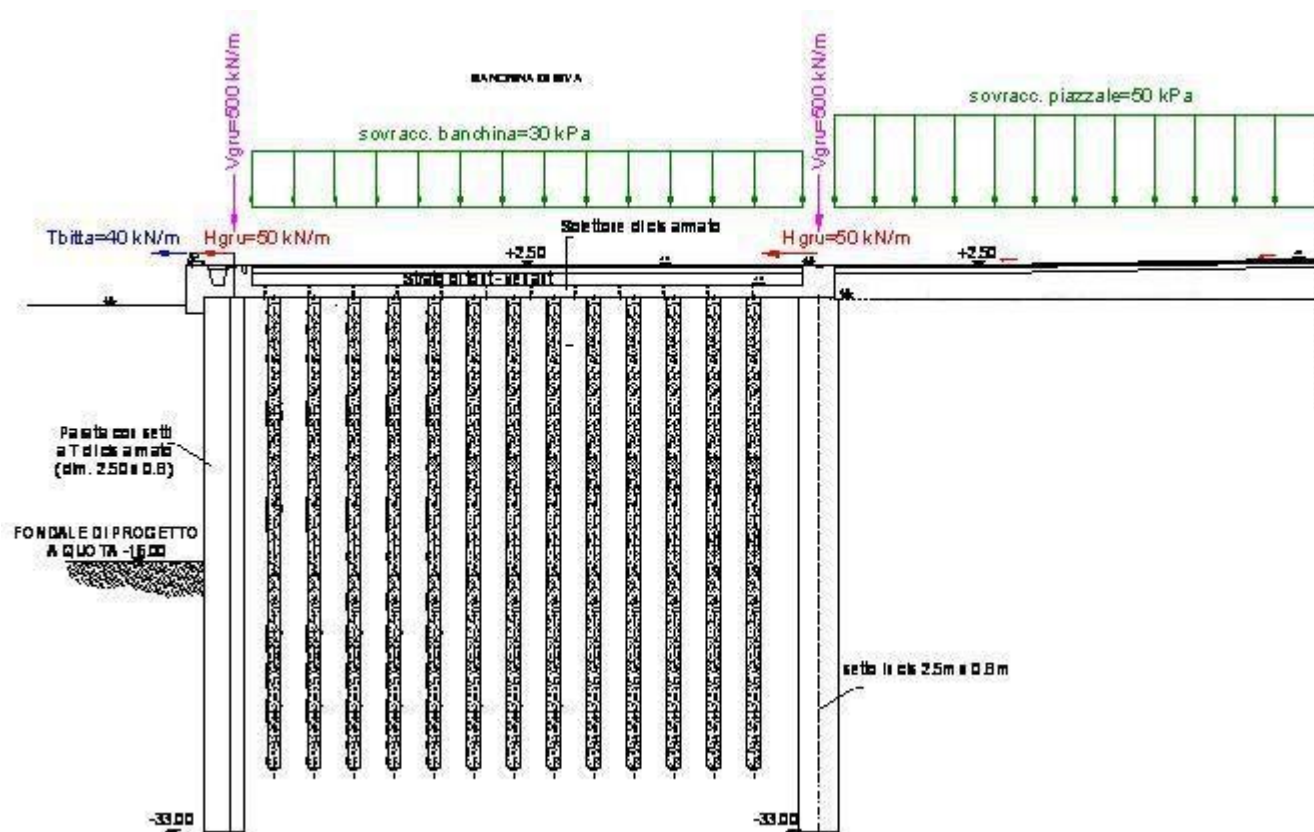 BANCHINA DI RIVA
Vgru=500 kN/m
Vgru=500 kN/m
sovracc. piazzale=50 kPa
sovracc. banchina=30 kPa
Solettone di cls armato
Tbitta=40 kN/m
Hgru=50 kN/m
Hgru=50 kN/m
+2.50
+2.50
Strato di
Paratia con setti
a T di cls armato
(dim. 2.50 x 0.8)
FONDALE DI PROGETTO
A QUOTA -16.00
setto in cls 2.5m x 0.8m
-33.00
-33.00